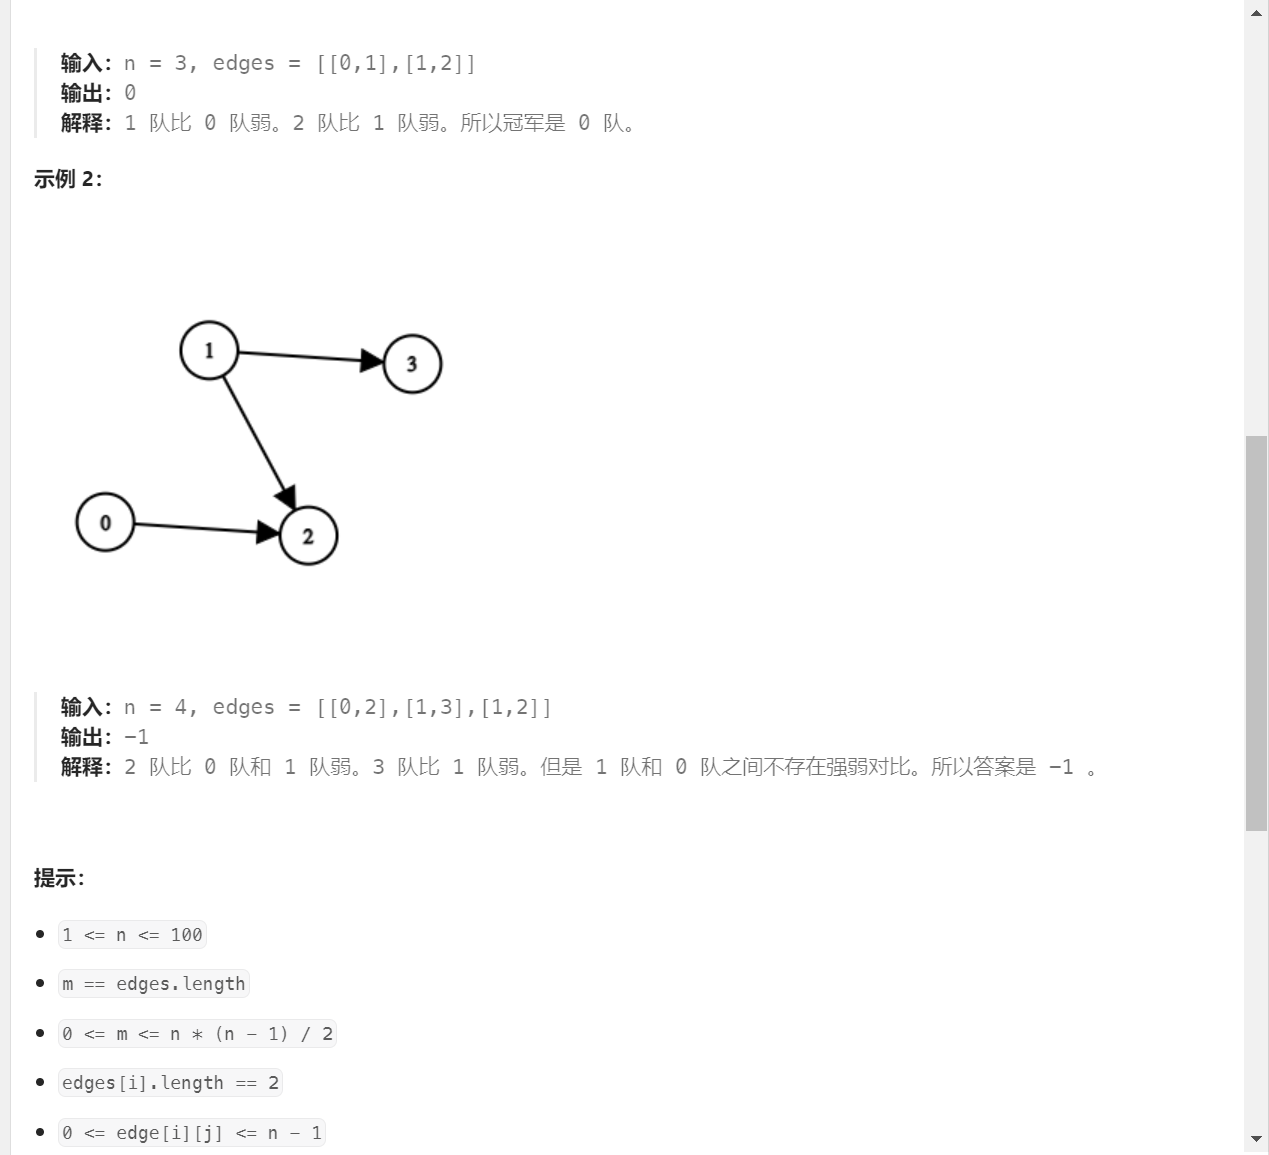 输入：n = 3, edges = [[0,1],[1,2]]
输出：0
解释：1 队比 0 队弱。2 队比 1 队弱。所以冠军是 0 队。
示例 2：
1
3
0
2
输入：n = 4, edges = [[0,2],[1,3],[1,2]]
输出：-1
解释：2 队比 0 队和 1 队弱。3 队比 1 队弱。但是 1 队和 0 队之间不存在强弱对比。所以答案是 -1 。
提示：
1 <= n <= 100
m == edges.length
0 <= m <= n * (n - 1) / 2
edges[i].length == 2
0 <= edge[i][j] <= n - 1